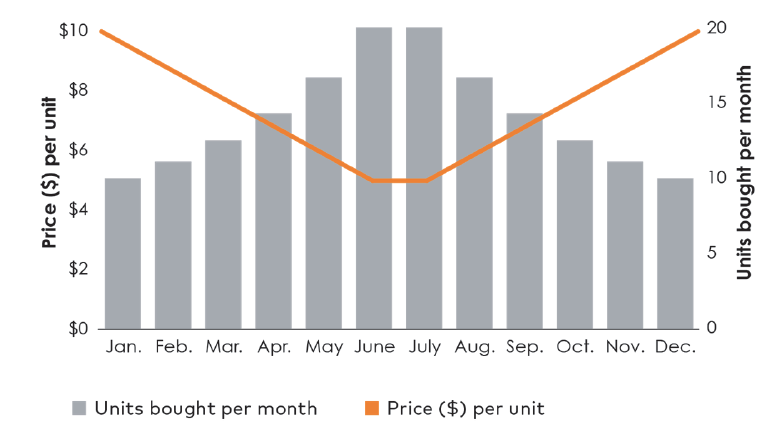 $10
$8
$6
$4
$2
$0
Price ($) per unit
20
15
10
5
0
Units bought per month
Jan. Feb. Mar. Apr. May June July Aug. Sep. Oct. Nov. Dec.
Units bought per month
Price ($) per unit